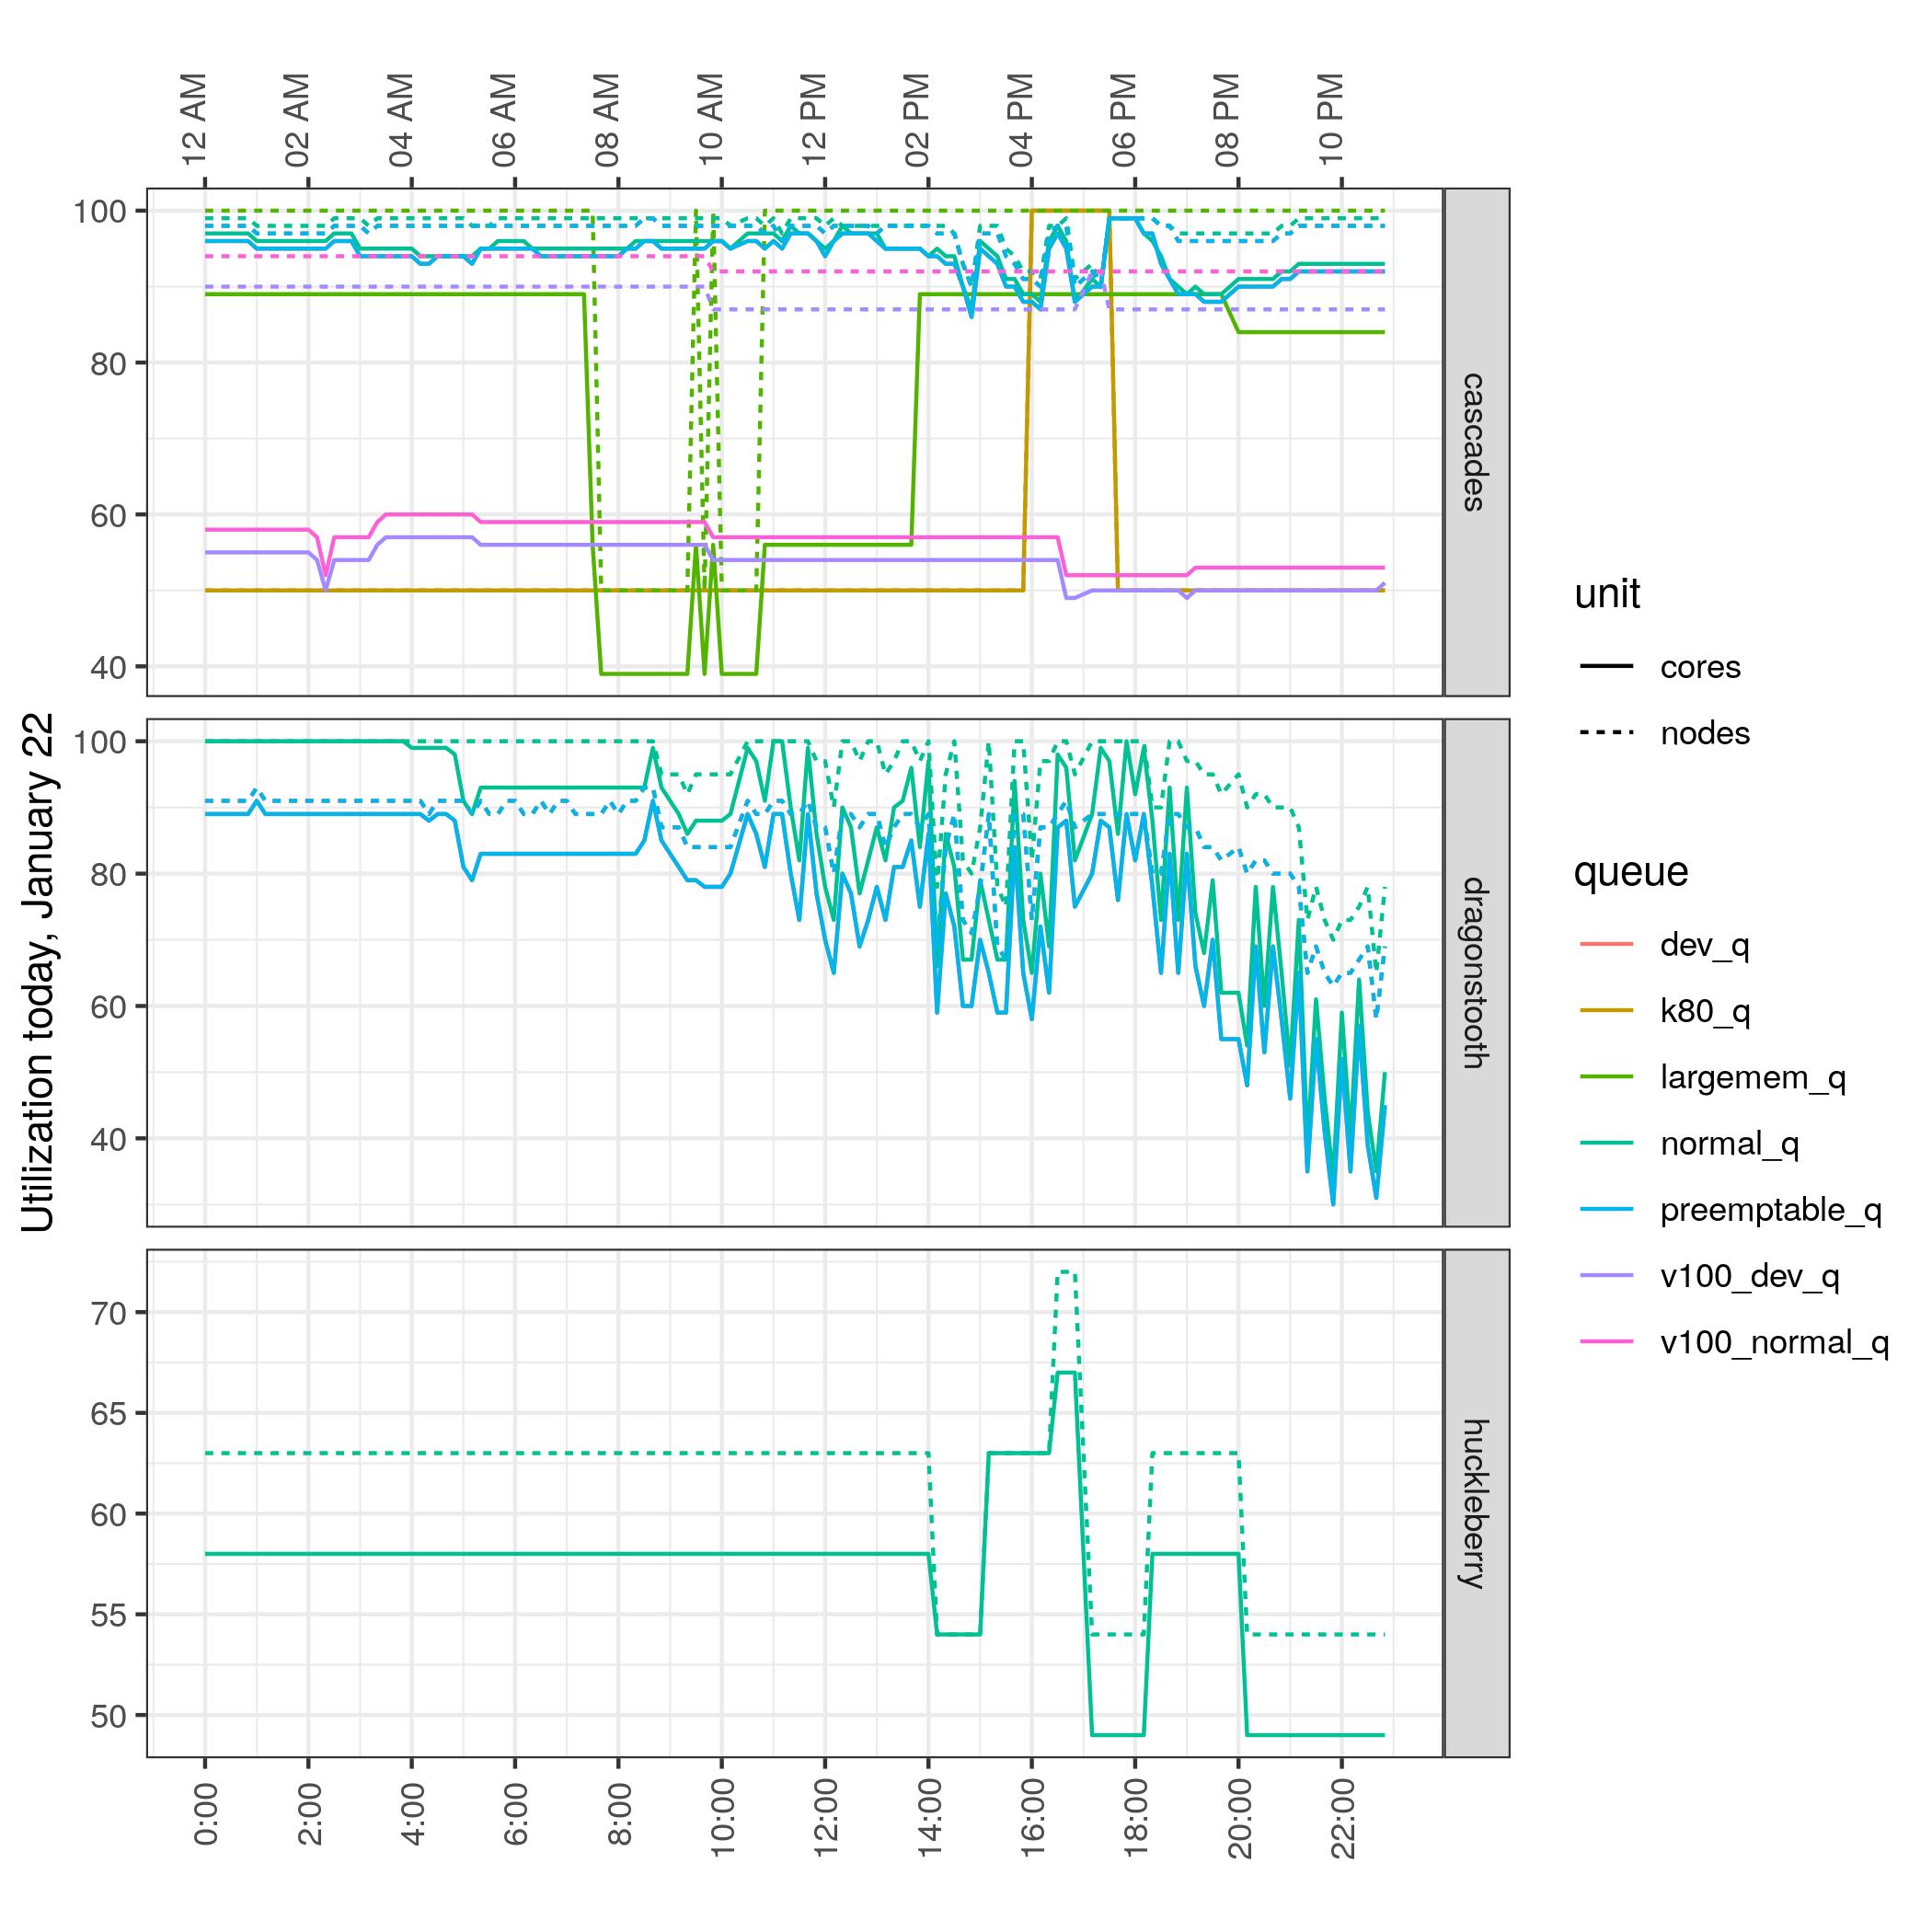 12 AM
02 AM
04 AM
06 AM
08 AM
10 AM
12 PM
02 PM
04 PM
06 PM
08 PM
10 PM
Utilization today, January 22
100
80
60
40
cascades
100
80
60
40
dragonstooth
70
65
60
55
50
huckleberry
0:00
2:00
4:00
6:00
8:00
10:00
12:00
14:00
16:00
18:00
20:00
22:00
unit
cores
nodes
queue
dev_q
k80_q
largemem_q
normal_q
preemptable_q
v100_dev_q
v100_normal_q